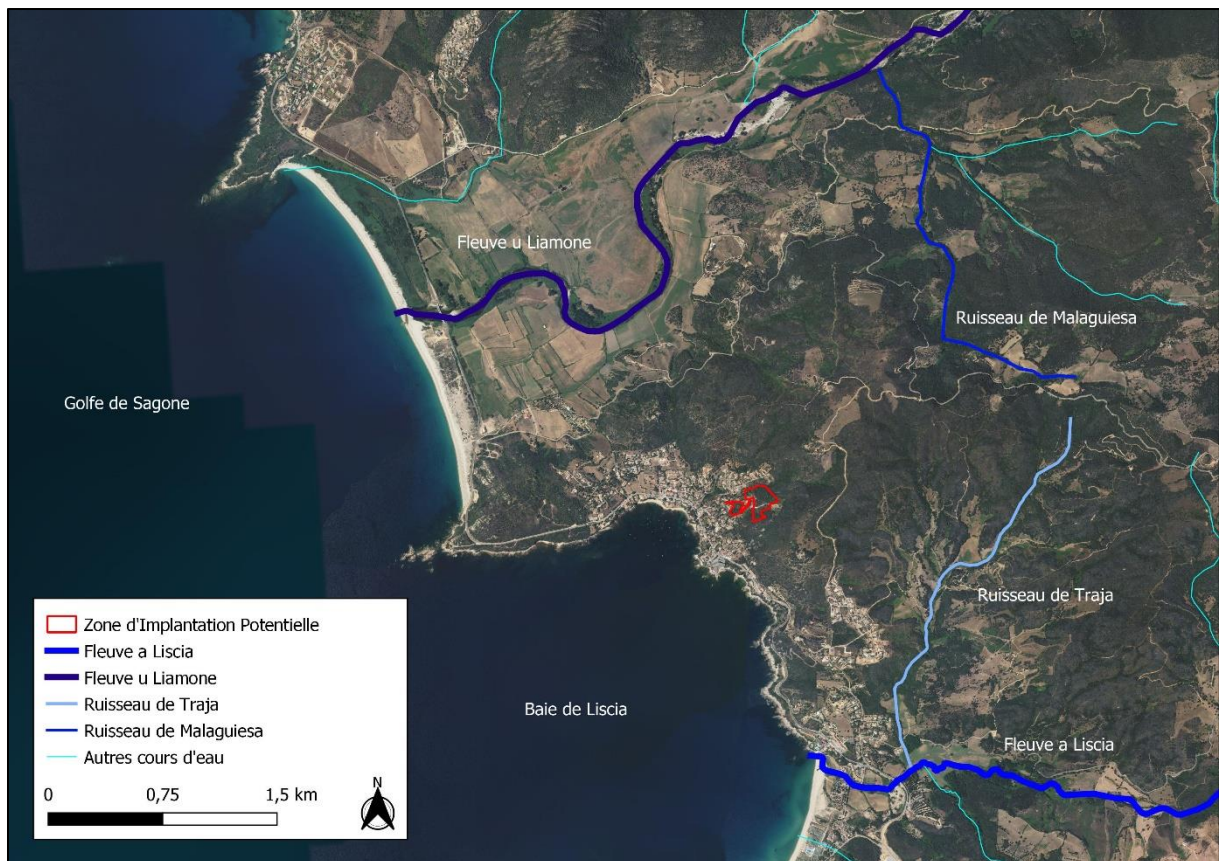 Fleuve u Liamone
Ruisseau de Malaguiesa
Golfe de Sagone
Ruisseau de Traja
Baie de Liscia
Fleuve a Liscia
Zone d'Implantation Potentielle
Fleuve a Liscia
Fleuve u Liamone
Ruisseau de Traja
Ruisseau de Malaguiesa
Autres cours d'eau
N
0 0,75 1,5 km